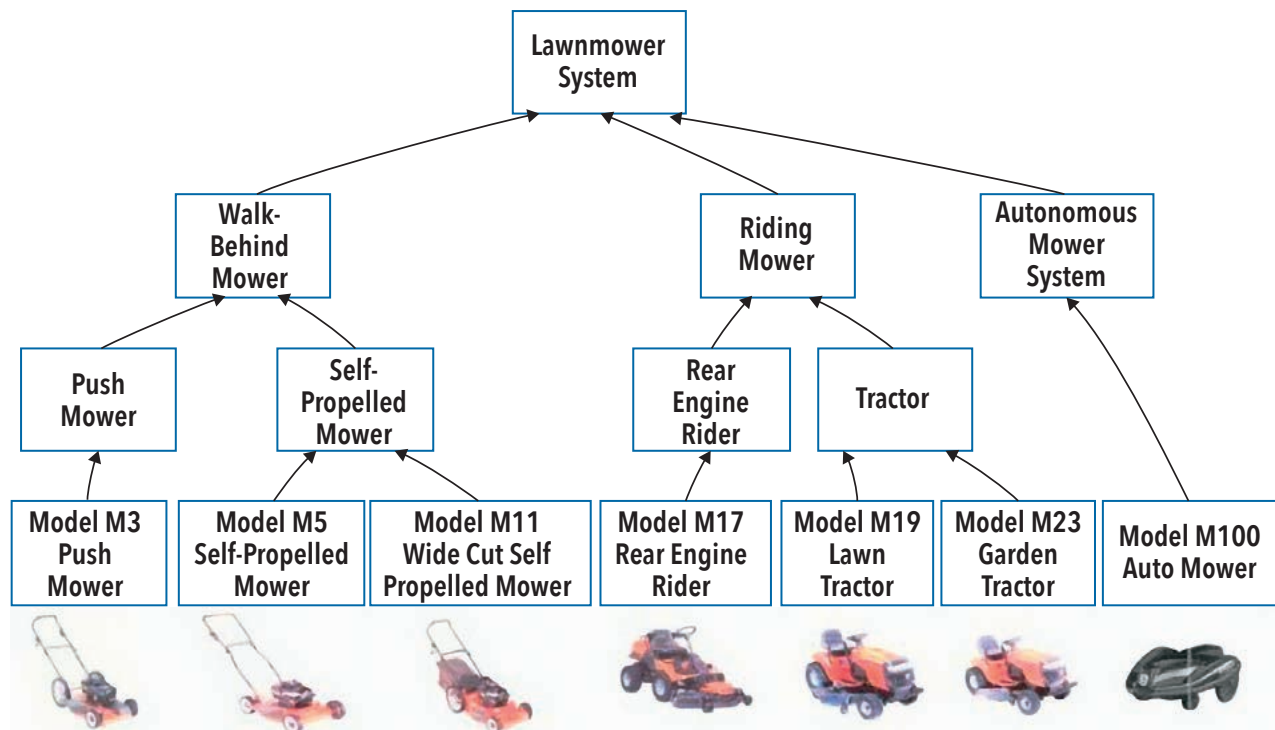 Lawnmower
System
Walk-
Behind
Mower
Riding
Mower
Autonomous
Mower
System
Push
Mower
Self-
Propelled
Mower
Rear
Engine
Rider
Tractor
Model M3
Push
Mower
Model M5
Self-Propelled
Mower
Model M11
Wide Cut Self
Propelled Mower
Model M17
Rear Engine
Rider
Model M19
Lawn
Tractor
Model M23
Garden
Tractor
Model M100
Auto Mower